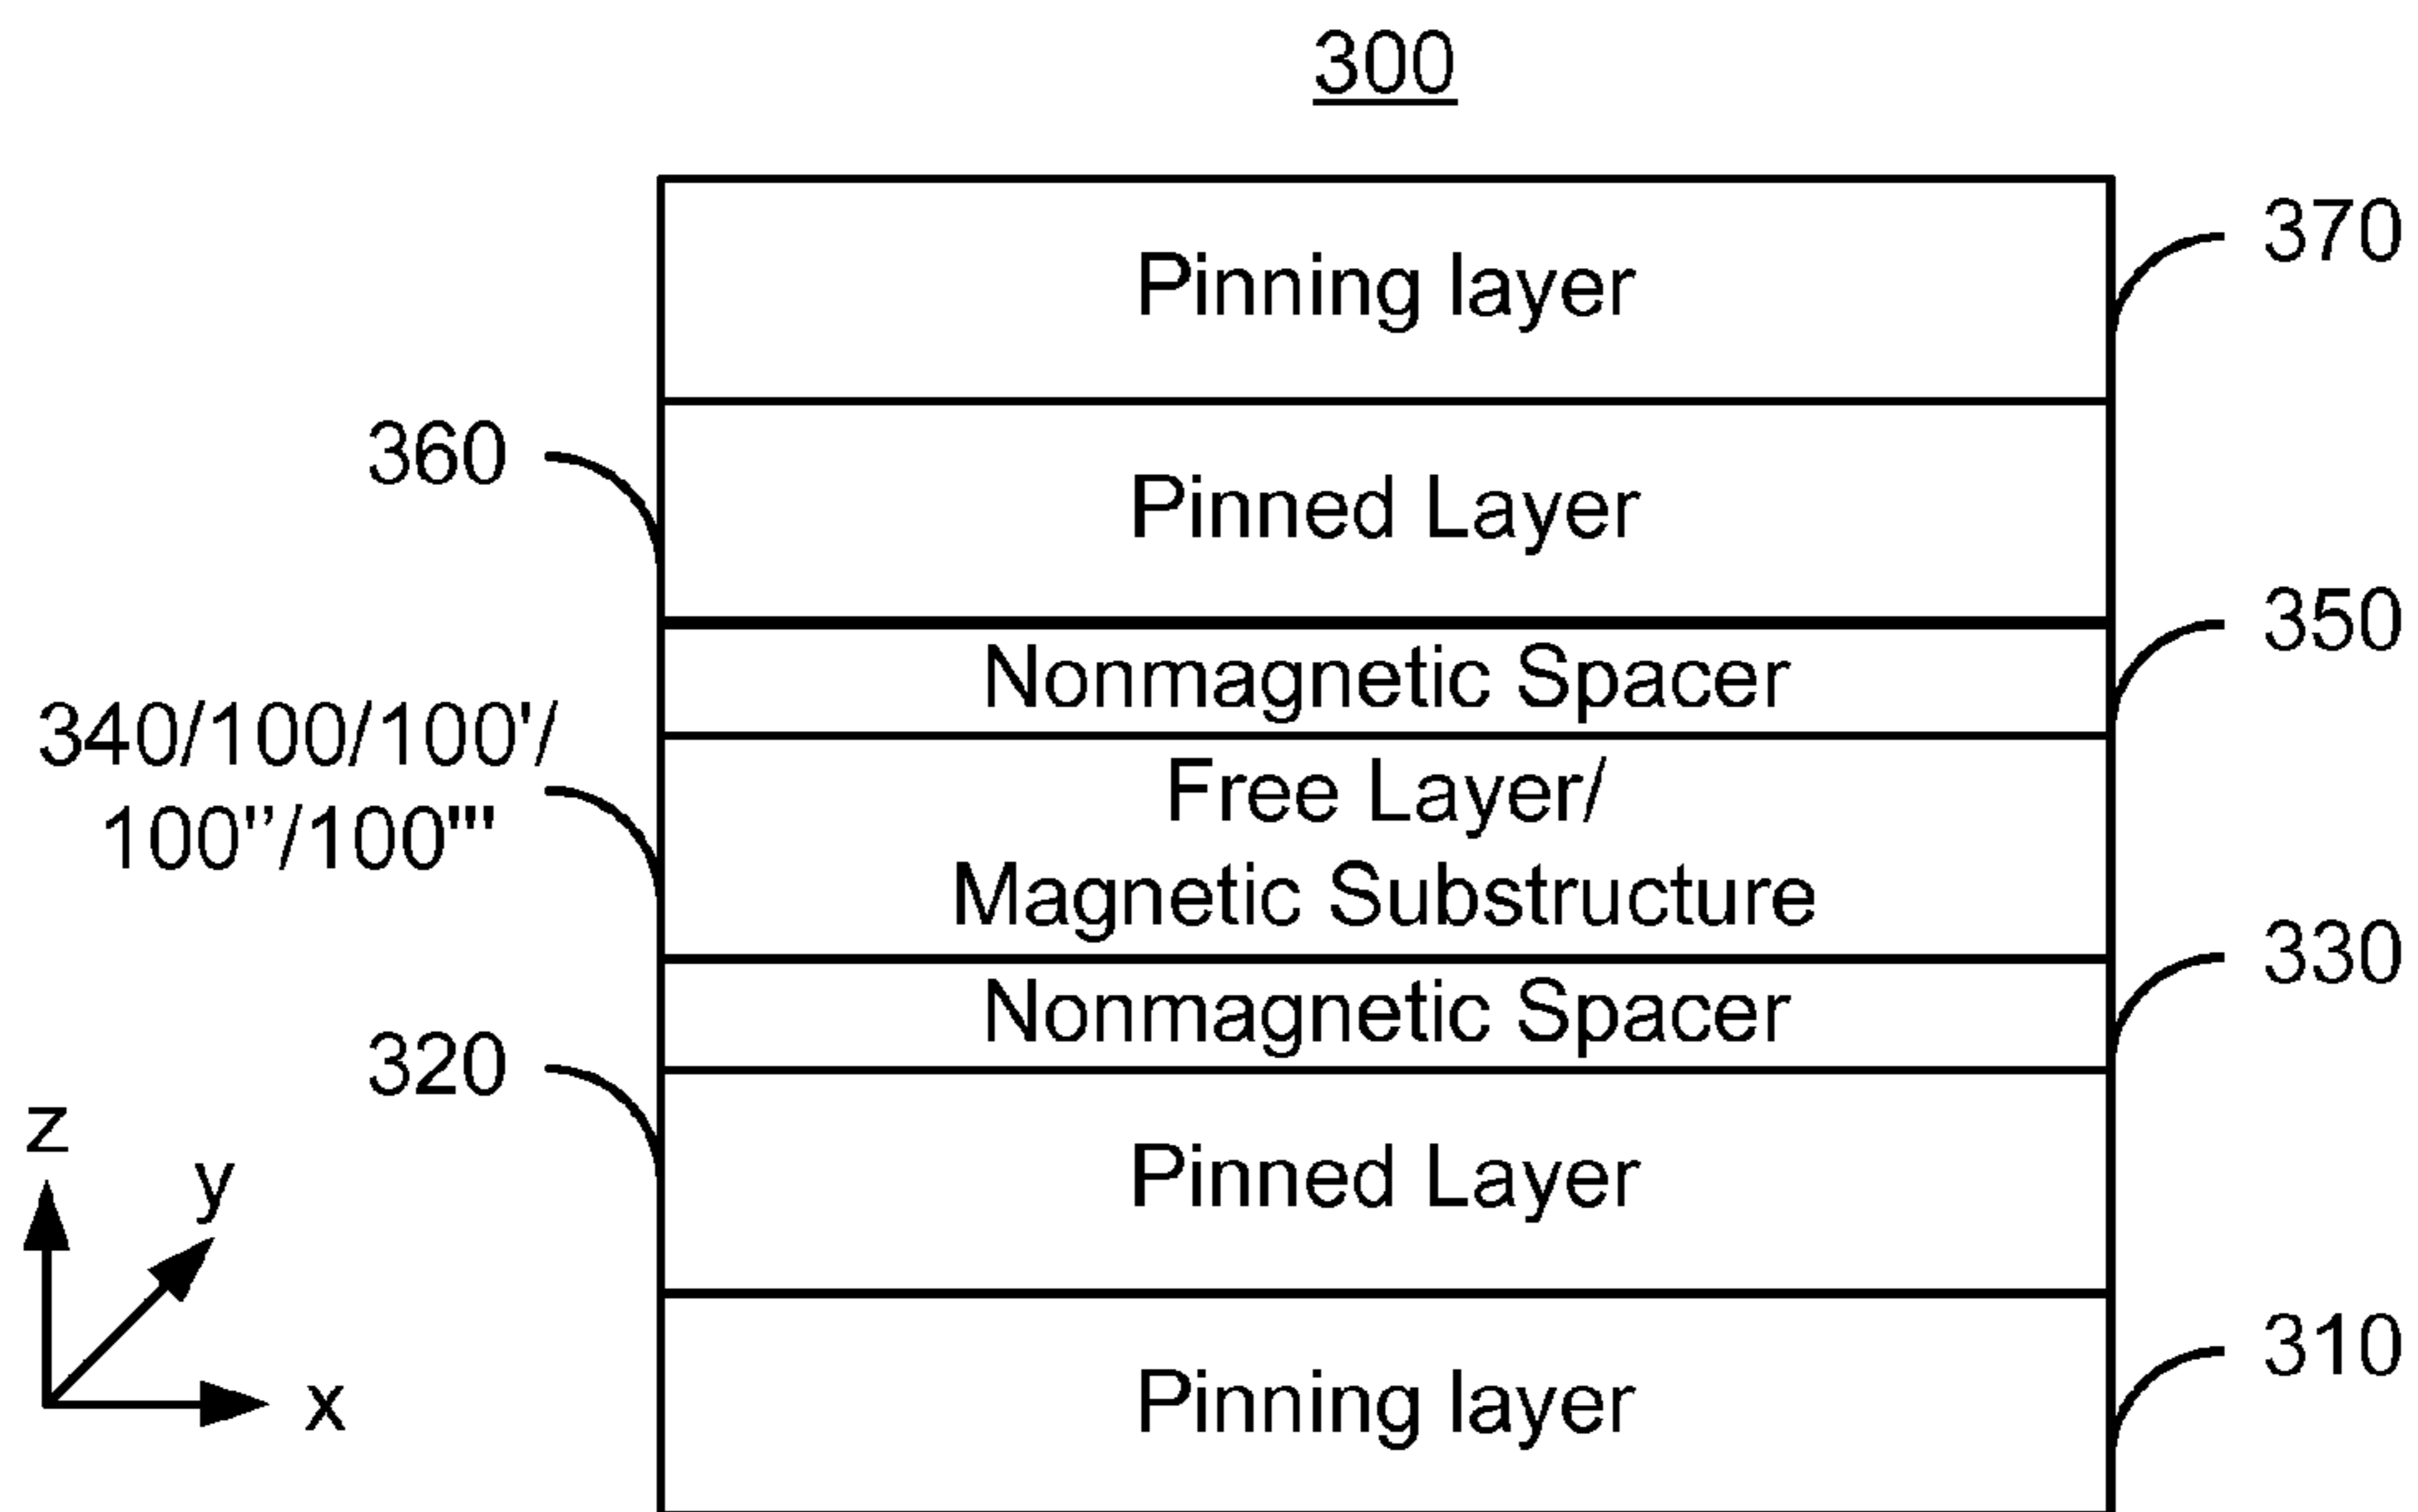 300
Pinning layer
370
360
Pinned Layer
Nonmagnetic Spacer
350
340/100/100'/
100"/100'"
Free Layer/
Magnetic Substructure
Nonmagnetic Spacer
330
320
Pinned Layer
z
y
x
Pinning layer
310